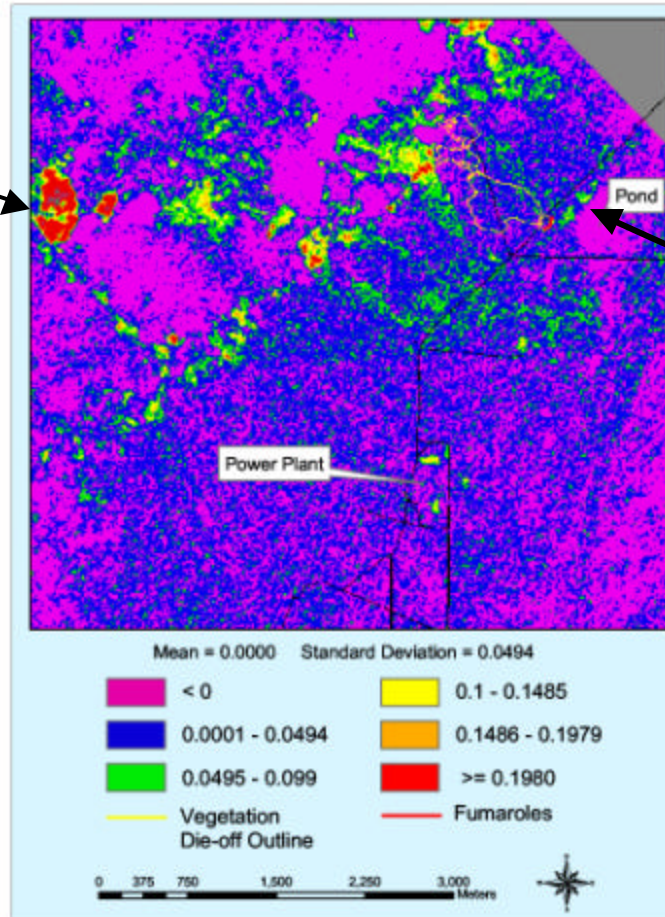 Pond
Power Plant
Mean = 0.0000 Standard Deviation = 0.0494
< 0
0.1 - 0.1485
0.0001 - 0.0494
0.1486 - 0.1979
0.0495 - 0.099
>= 0.1980
Vegetation
Die-off Outline
Fumaroles
0 375 750 1,500 2,250 3,000
Meters